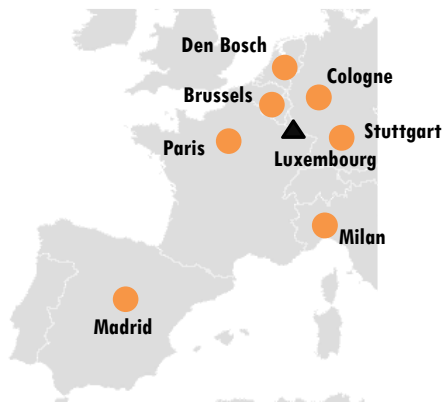 Den Bosch
Cologne
Brussels
Stuttgart
Paris
Luxembourg
Milan
Madrid